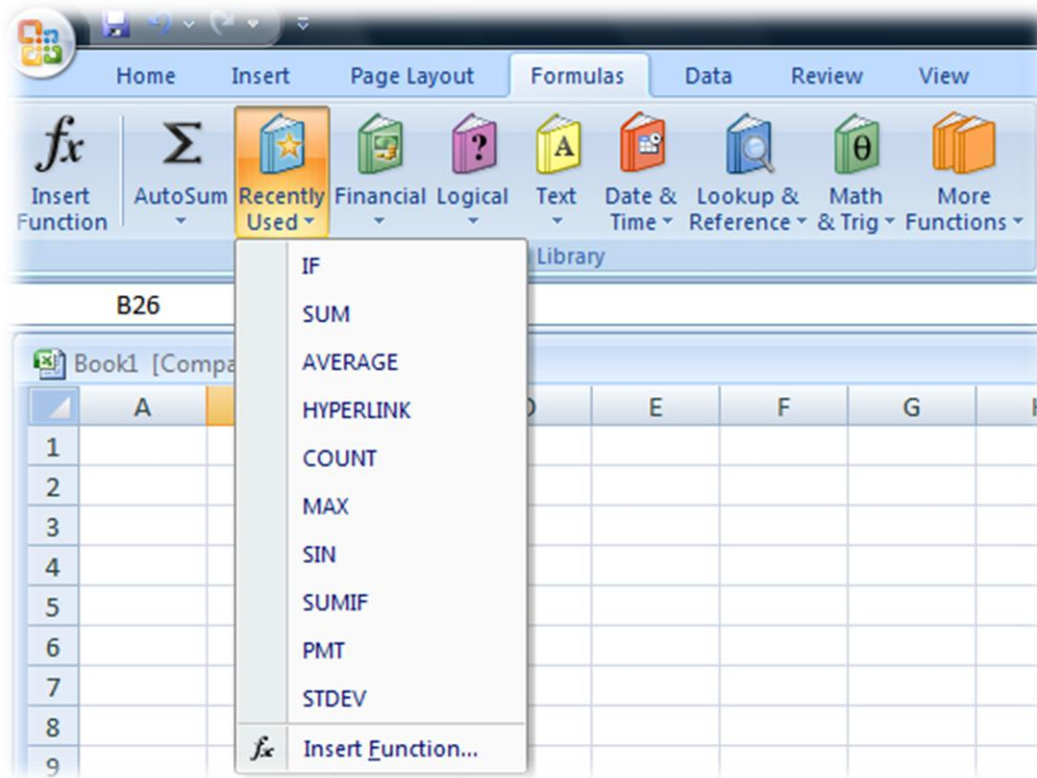 Home Insert Page Layout Formulas Data Review View
fx Σ ? A θ
Insert Function
AutoSum
Recently Used
Financial
Logical
Text
Date & Time
Lookup & Reference
Math & Trig
More Functions
Library
B26
Book1 [Compa
A E F G
1
2
3
4
5
6
7
8
9
IF
SUM
AVERAGE
HYPERLINK
COUNT
MAX
SIN
SUMIF
PMT
STDEV
fx Insert Function...